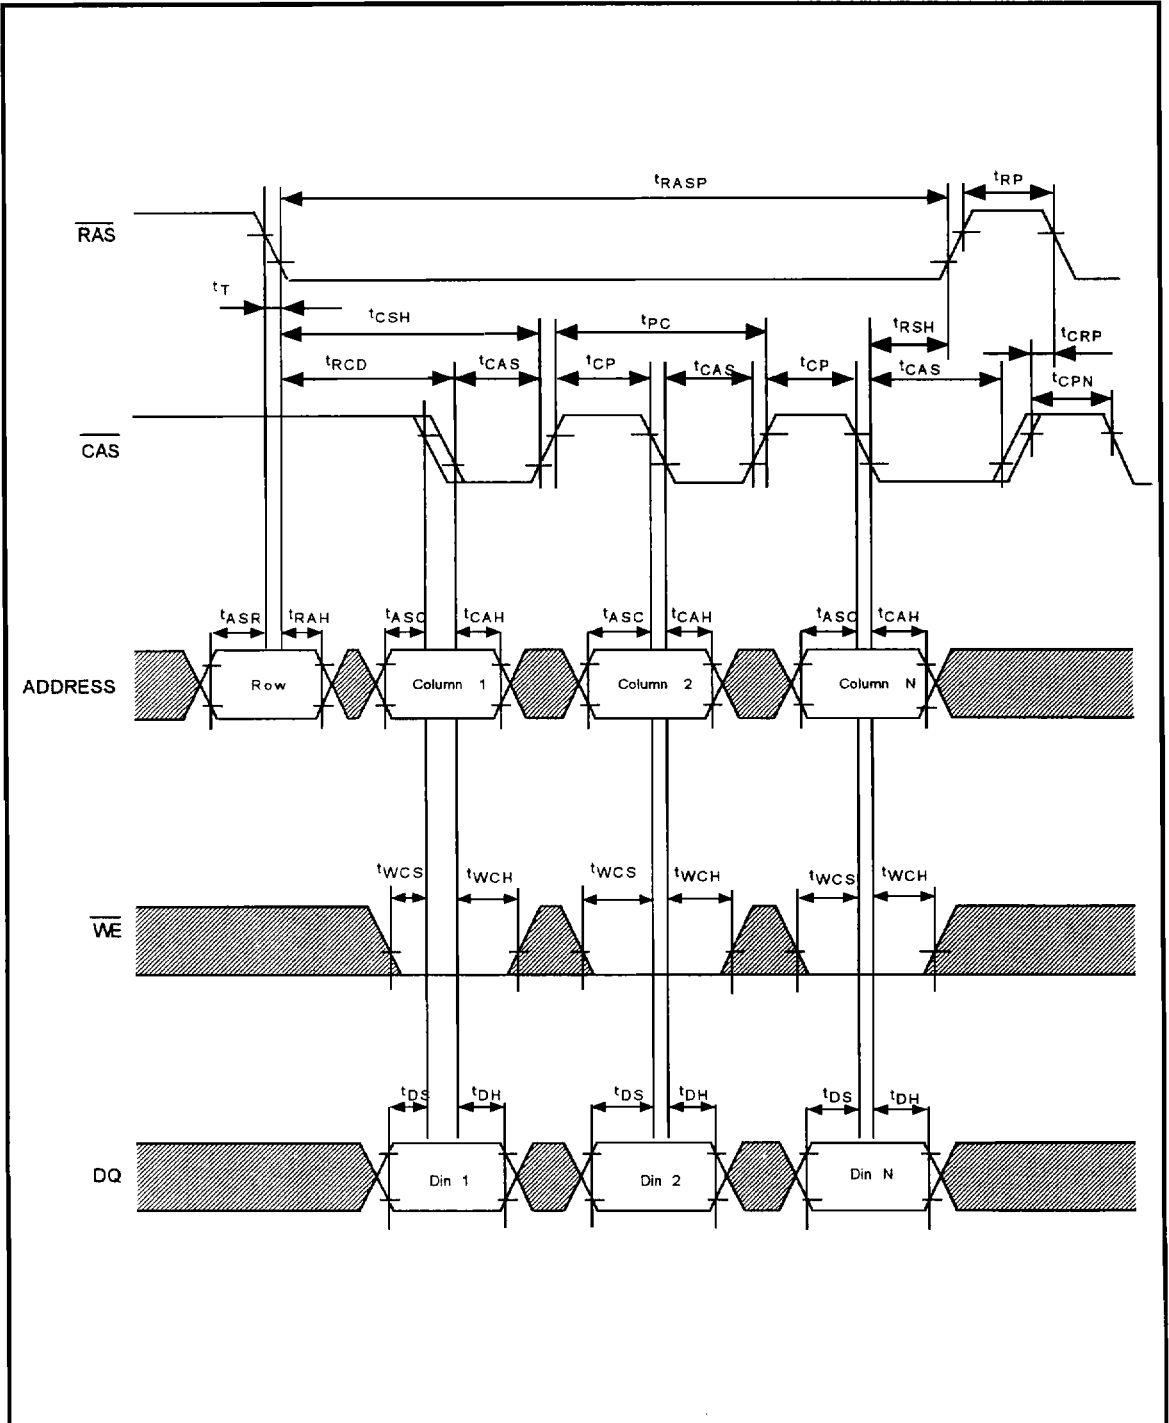 tRASP
tRP
RAS
tT
tCSH
tPC
tRSH
tCRP
tRCD
tCAS
tCP
tCAS
tCP
tCAS
tCPN
CAS
tASR
tRAH
tASC
tCAH
tASC
tCAH
tASC
tCAH
ADDRESS
Row
Column 1
Column 2
Column N
tWCS
tWCH
tWCS
tWCH
tWCS
tWCH
WE
tDS
tDH
tDS
tDH
tDS
tDH
DQ
Din 1
Din 2
Din N